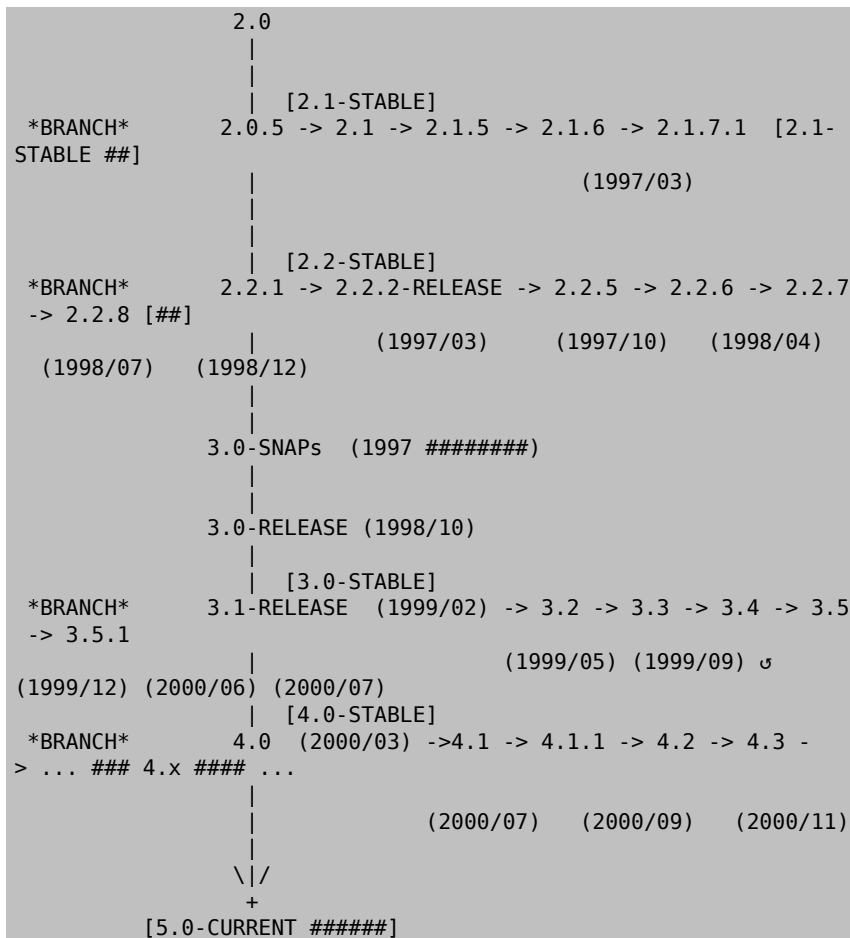 2.0
|
|
| [2.1-STABLE]
*BRANCH* 2.0.5 -> 2.1 -> 2.1.5 -> 2.1.6 -> 2.1.7.1 [2.1-
STABLE ##]
| (1997/03)
|
|
| [2.2-STABLE]
*BRANCH* 2.2.1 -> 2.2.2-RELEASE -> 2.2.5 -> 2.2.6 -> 2.2.7
-> 2.2.8 [##]
| (1997/03) (1997/10) (1998/04)
(1998/07) (1998/12)
|
|
3.0-SNAPs (1997 ########)
|
|
3.0-RELEASE (1998/10)
|
| [3.0-STABLE]
*BRANCH* 3.1-RELEASE (1999/02) -> 3.2 -> 3.3 -> 3.4 -> 3.5
-> 3.5.1
| (1999/05) (1999/09) ↺
(1999/12) (2000/06) (2000/07)
| [4.0-STABLE]
*BRANCH* 4.0 (2000/03) ->4.1 -> 4.1.1 -> 4.2 -> 4.3 -
> ... ### 4.x #### ...
|
| (2000/07) (2000/09) (2000/11)
|
\|/
+
[5.0-CURRENT ######]